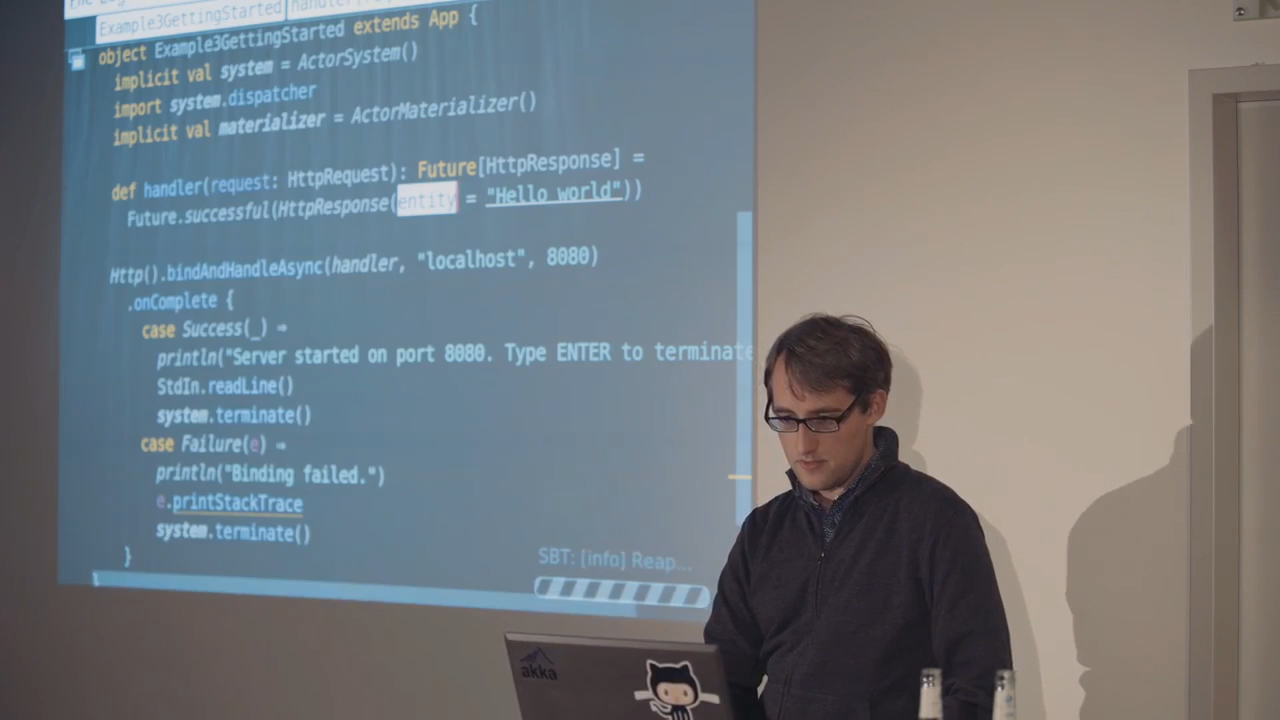 Example3GettingStarted
object Example3GettingStarted extends App {
implicit val system = ActorSystem()
import system.dispatcher
implicit val materializer = ActorMaterializer()
def handler(request: HttpRequest): Future[HttpResponse] =
Future.successful(HttpResponse(entity = "Hello world"))
Http().bindAndHandleAsync(handler, "localhost", 8080)
.onComplete {
case Success(_) ⇒
println("Server started on port 8080. Type ENTER to terminate
StdIn.readLine()
system.terminate()
case Failure(e) ⇒
println("Binding failed.")
e.printStackTrace
system.terminate()
}
SBT: [info] Reap...
akka